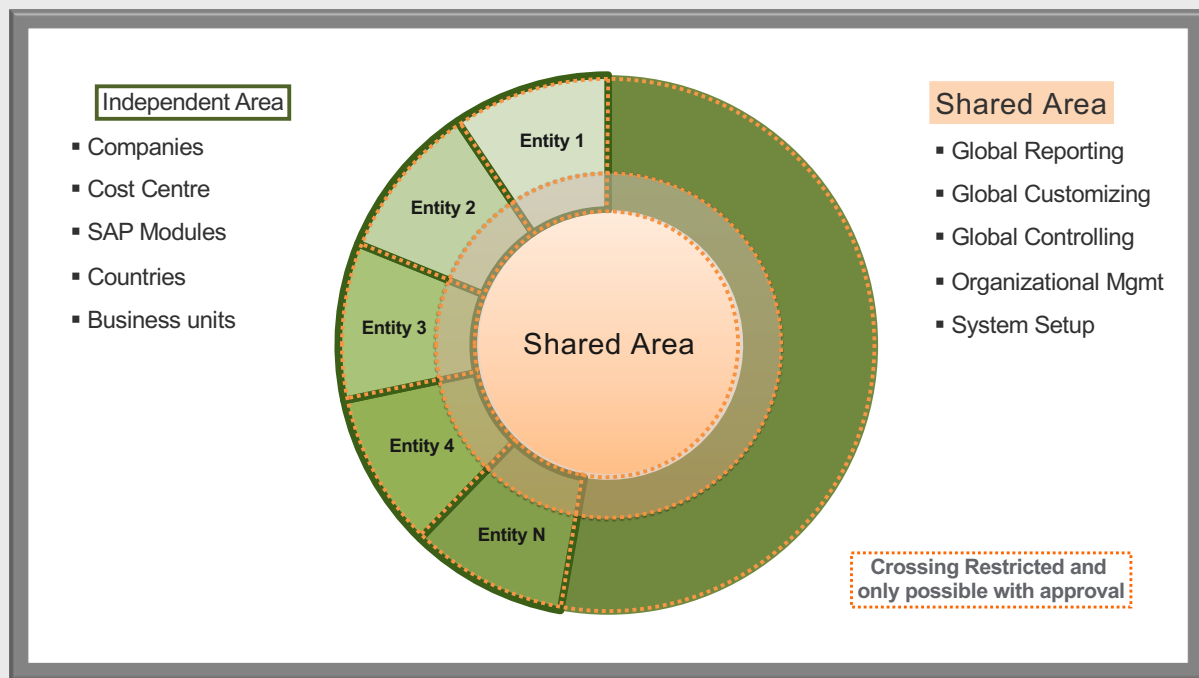 Independent Area
▪ Companies
▪ Cost Centre
▪ SAP Modules
▪ Countries
▪ Business units
Entity 1
Entity 2
Entity 3
Entity 4
Entity N
Shared Area
Shared Area
▪ Global Reporting
▪ Global Customizing
▪ Global Controlling
▪ Organizational Mgmt
▪ System Setup
Crossing Restricted and
only possible with approval